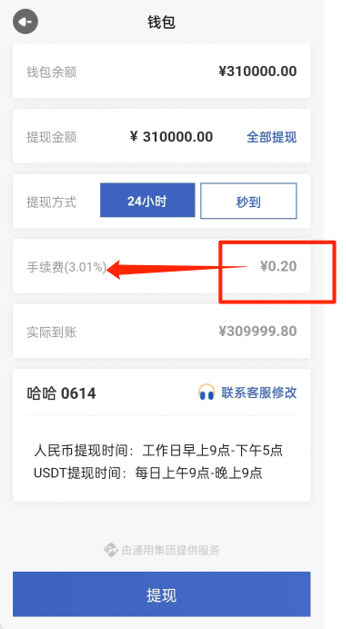 钱包
钱包余额 ¥310000.00
提现金额 ¥ 310000.00 全部提现
提现方式 24小时 秒到
手续费(3.01%) ¥0.20
实际到账 ¥309999.80
哈哈 0614 联系客服修改
人民币提现时间：工作日早上9点-下午5点
USDT提现时间：每日上午9点-晚上9点
由通用集团提供服务
提现